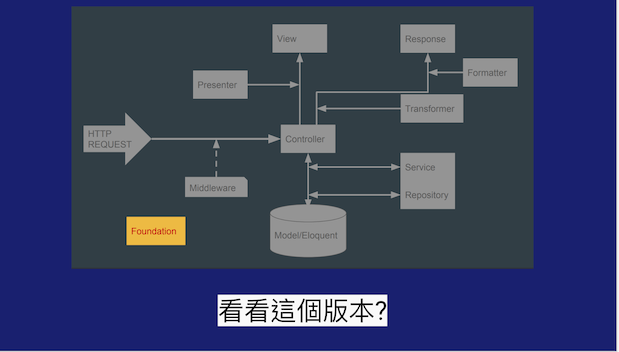 View
Response
Formatter
Presenter
Transformer
HTTP
REQUEST
Controller
Service
Middleware
Repository
Foundation
Model/Eloquent
看看這個版本?